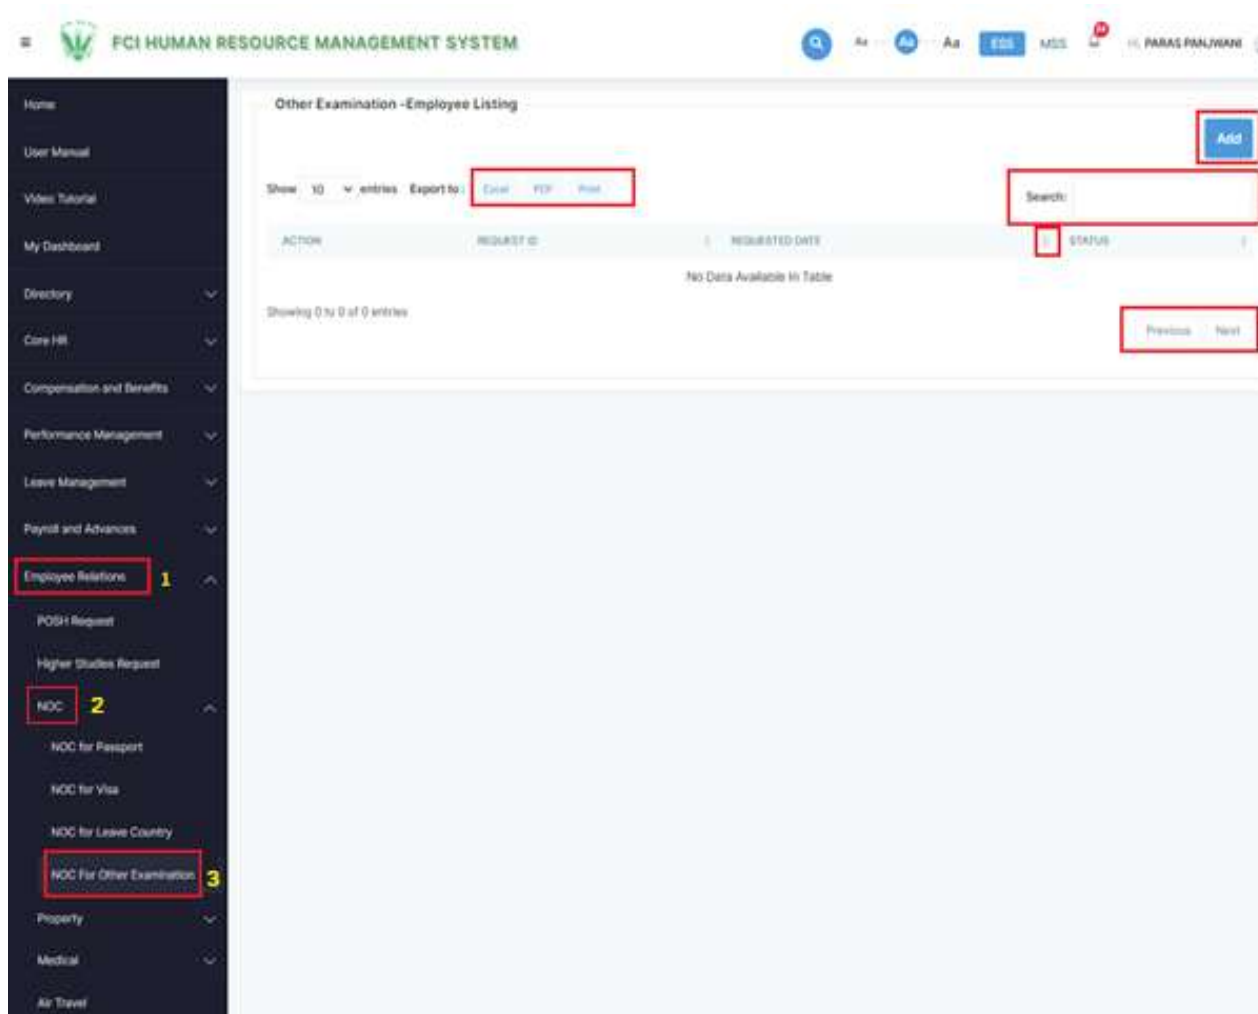 FCI HUMAN RESOURCE MANAGEMENT SYSTEM
Aa Aa Aa ESS MSS Hi, PARAS PANJWANI
Home
User Manual
Video Tutorial
My Dashboard
Directory
Core HR
Compensation and Benefits
Performance Management
Leave Management
Payroll and Advances
Employee Relations 1
POSH Request
Higher Studies Request
NOC 2
NOC for Passport
NOC for Visa
NOC for Leave Country
NOC For Other Examination 3
Property
Medical
Air Travel
Other Examination -Employee Listing
Add
Show 10 entries Export to : Excel PDF Print
Search:
ACTION REQUEST ID REQUESTED DATE STATUS
No Data Available In Table
Showing 0 to 0 of 0 entries
Previous Next